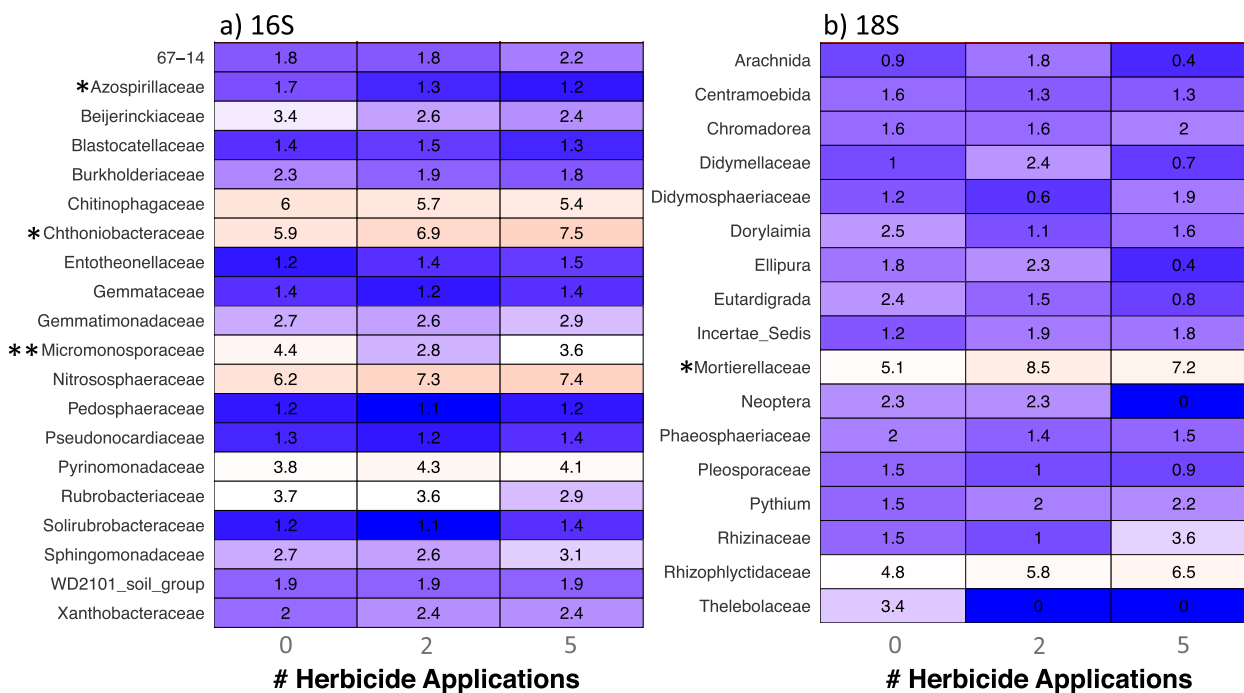 a) 16S
67–14 1.8 1.8 2.2
*Azospirillaceae 1.7 1.3 1.2
Beijerinckiaceae 3.4 2.6 2.4
Blastocatellaceae 1.4 1.5 1.3
Burkholderiaceae 2.3 1.9 1.8
Chitinophagaceae 6 5.7 5.4
*Chthoniobacteraceae 5.9 6.9 7.5
Entotheonellaceae 1.2 1.4 1.5
Gemmataceae 1.4 1.2 1.4
Gemmatimonadaceae 2.7 2.6 2.9
**Micromonosporaceae 4.4 2.8 3.6
Nitrososphaeraceae 6.2 7.3 7.4
Pedosphaeraceae 1.2 1.1 1.2
Pseudonocardiaceae 1.3 1.2 1.4
Pyrinomonadaceae 3.8 4.3 4.1
Rubrobacteriaceae 3.7 3.6 2.9
Solirubrobacteraceae 1.2 1.1 1.4
Sphingomonadaceae 2.7 2.6 3.1
WD2101_soil_group 1.9 1.9 1.9
Xanthobacteraceae 2 2.4 2.4
0 2 5
# Herbicide Applications
b) 18S
Arachnida 0.9 1.8 0.4
Centramoebida 1.6 1.3 1.3
Chromadorea 1.6 1.6 2
Didymellaceae 1 2.4 0.7
Didymosphaeriaceae 1.2 0.6 1.9
Dorylaimia 2.5 1.1 1.6
Ellipura 1.8 2.3 0.4
Eutardigrada 2.4 1.5 0.8
Incertae_Sedis 1.2 1.9 1.8
*Mortierellaceae 5.1 8.5 7.2
Neoptera 2.3 2.3 0
Phaeosphaeriaceae 2 1.4 1.5
Pleosporaceae 1.5 1 0.9
Pythium 1.5 2 2.2
Rhizinaceae 1.5 1 3.6
Rhizophlyctidaceae 4.8 5.8 6.5
Thelebolaceae 3.4 0 0
0 2 5
# Herbicide Applications